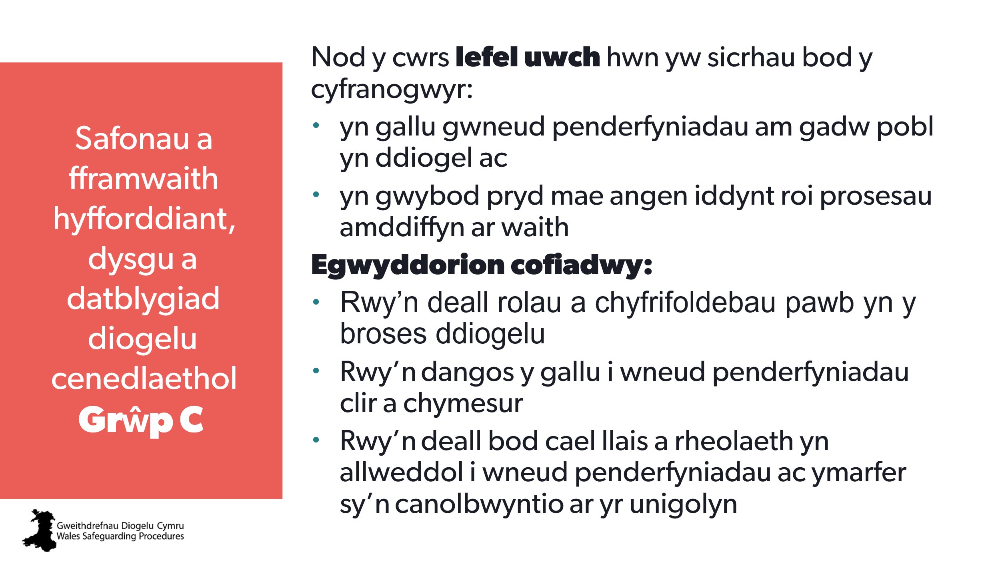 Safonau a
fframwaith
hyfforddiant,
dysgu a
datblygiad
diogelu
cenedlaethol
Grŵp C
Nod y cwrs lefel uwch hwn yw sicrhau bod y
cyfranogwyr:
• yn gallu gwneud penderfyniadau am gadw pobl
yn ddiogel ac
• yn gwybod pryd mae angen iddynt roi prosesau
amddiffyn ar waith
Egwyddorion cofiadwy:
• Rwy’n deall rolau a chyfrifoldebau pawb yn y
broses ddiogelu
• Rwy’n dangos y gallu i wneud penderfyniadau
clir a chymesur
• Rwy’n deall bod cael llais a rheolaeth yn
allweddol i wneud penderfyniadau ac ymarfer
sy’n canolbwyntio ar yr unigolyn
Gweithdrefnau Diogelu Cymru
Wales Safeguarding Procedures